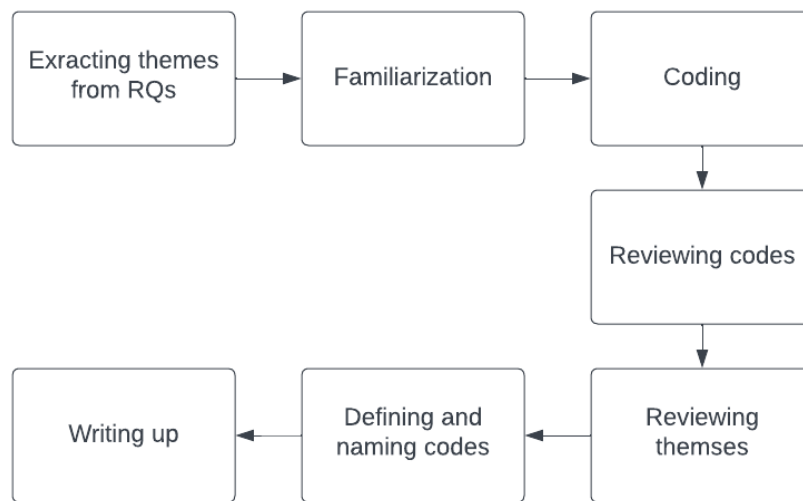 Exracting themes
from RQs
Familiarization
Coding
Reviewing codes
Reviewing
themses
Defining and
naming codes
Writing up